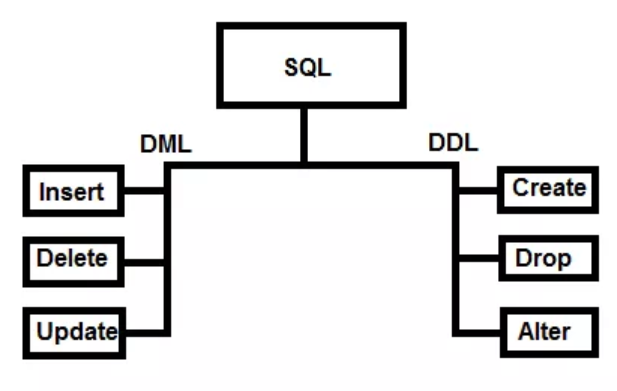 SQL
DML
DDL
Insert
Create
Delete
Drop
Update
Alter